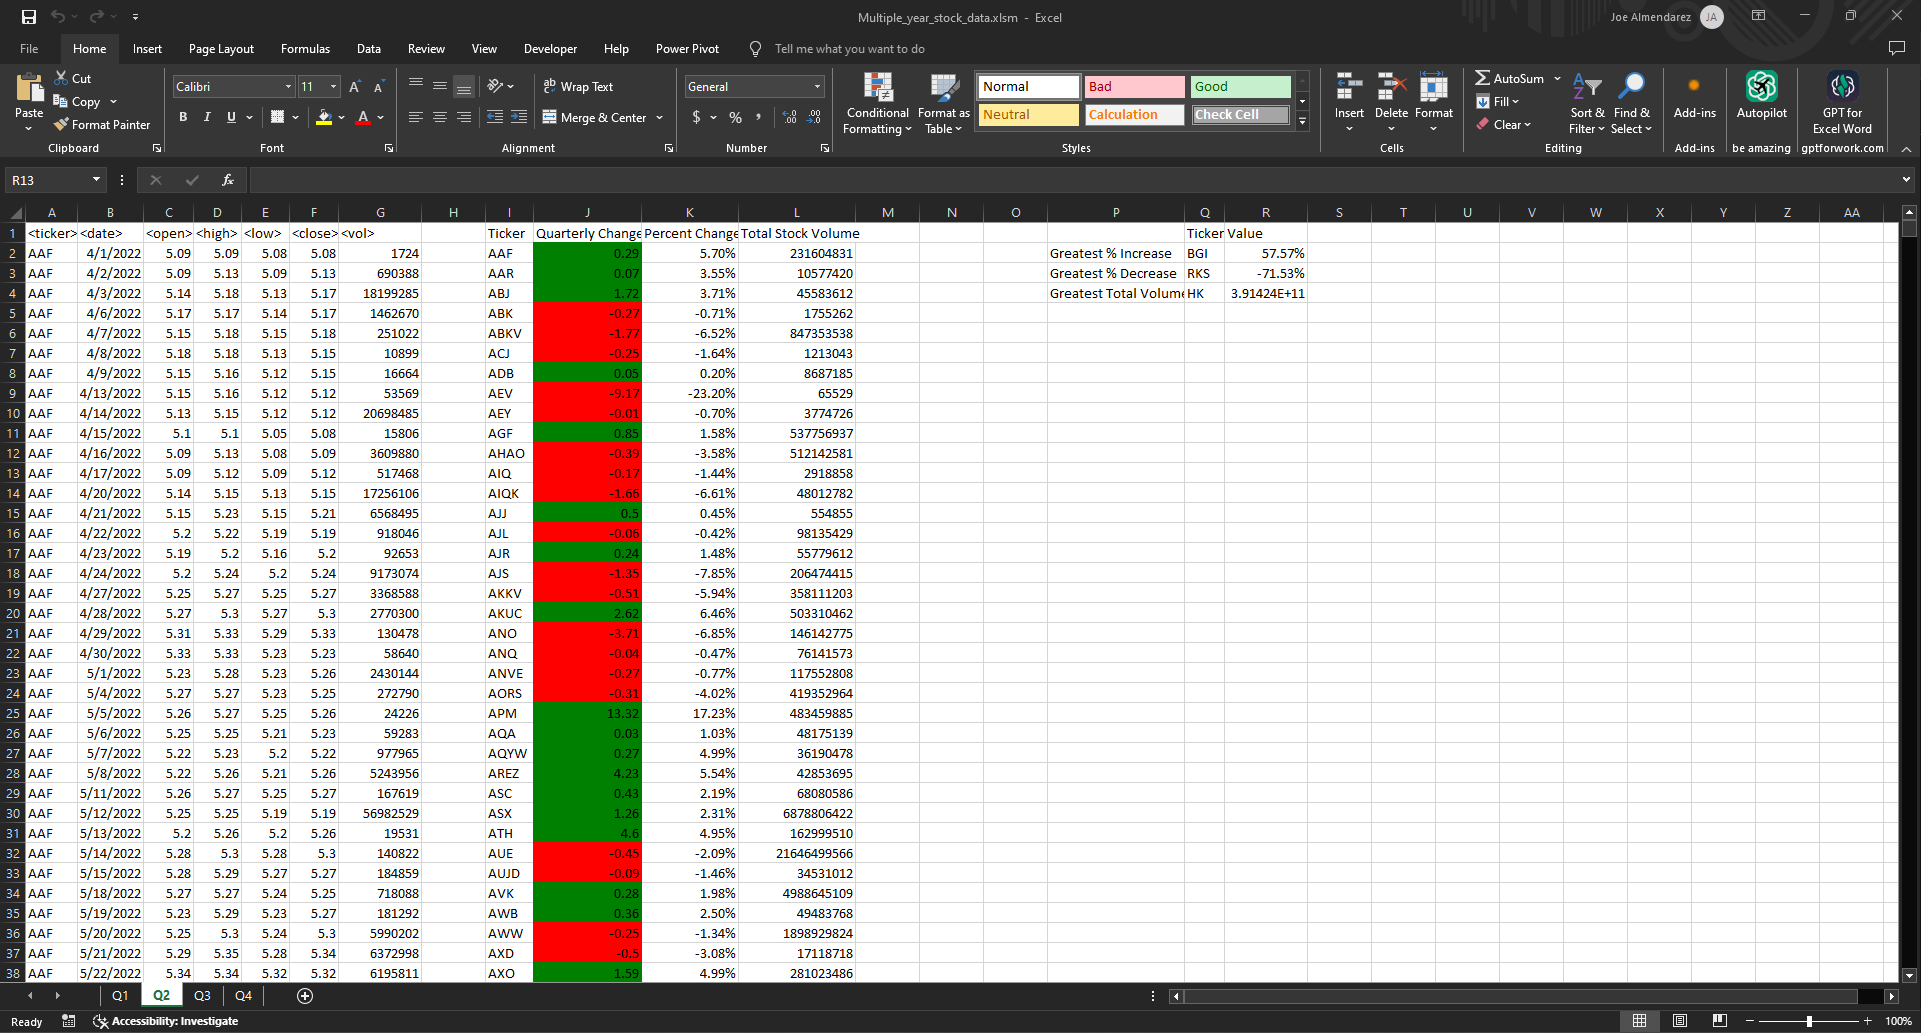 Multiple_year_stock_data.xlsm - Excel
Joe Almendarez JA
File Home Insert Page Layout Formulas Data Review View Developer Help Power Pivot Tell me what you want to do
Paste
Cut
Copy
Format Painter
Clipboard
Calibri 11
B I U
Font
Wrap Text
Merge & Center
Alignment
General
$ % ,
Number
Conditional Formatting
Format as Table
Normal Bad Good
Neutral Calculation Check Cell
Styles
Insert Delete Format
Cells
AutoSum
Fill
Clear
Sort & Filter
Find & Select
Editing
Add-ins
Add-ins
Autopilot
be amazing
GPT for Excel Word
gptforwork.com
R13 fx
A B C D E F G H I J K L M N O P Q R S T U V W X Y Z AA
1 <ticker> <date> <open> <high> <low> <close> <vol> Ticker Quarterly Change Percent Change Total Stock Volume Ticker Value
2 AAF 4/1/2022 5.09 5.09 5.08 5.08 1724 AAF 0.29 5.70% 231604831 Greatest % Increase BGI 57.57%
3 AAF 4/2/2022 5.09 5.13 5.09 5.13 690388 AAR 0.07 3.55% 10577420 Greatest % Decrease RKS -71.53%
4 AAF 4/3/2022 5.14 5.18 5.13 5.17 18199285 ABJ 1.72 3.71% 45583612 Greatest Total Volume HK 3.91424E+11
5 AAF 4/6/2022 5.17 5.17 5.14 5.17 1462670 ABK -0.27 -0.71% 1755262
6 AAF 4/7/2022 5.15 5.18 5.15 5.18 251022 ABKV -1.77 -6.52% 847353538
7 AAF 4/8/2022 5.18 5.18 5.13 5.15 10899 ACJ -0.25 -1.64% 1213043
8 AAF 4/9/2022 5.15 5.16 5.12 5.15 16664 ADB 0.05 0.20% 8687185
9 AAF 4/13/2022 5.15 5.16 5.12 5.12 53569 AEV -9.17 -23.20% 65529
10 AAF 4/14/2022 5.13 5.15 5.12 5.12 20698485 AEY -0.01 -0.70% 3774726
11 AAF 4/15/2022 5.1 5.1 5.05 5.08 15806 AGF 0.85 1.58% 537756937
12 AAF 4/16/2022 5.09 5.13 5.08 5.09 3609880 AHAO -0.39 -3.58% 512142581
13 AAF 4/17/2022 5.09 5.12 5.09 5.12 517468 AIQ -0.17 -1.44% 2918858
14 AAF 4/20/2022 5.14 5.15 5.13 5.15 17256106 AIQK -1.66 -6.61% 48012782
15 AAF 4/21/2022 5.15 5.23 5.15 5.21 6568495 AJJ 0.5 0.45% 554855
16 AAF 4/22/2022 5.2 5.22 5.19 5.19 918046 AJL -0.06 -0.42% 98135429
17 AAF 4/23/2022 5.19 5.2 5.16 5.2 92653 AJR 0.24 1.48% 55779612
18 AAF 4/24/2022 5.2 5.24 5.2 5.24 9173074 AJS -1.35 -7.85% 206474415
19 AAF 4/27/2022 5.25 5.27 5.25 5.27 3368588 AKKV -0.51 -5.94% 358111203
20 AAF 4/28/2022 5.27 5.3 5.27 5.3 2770300 AKUC 2.62 6.46% 503310462
21 AAF 4/29/2022 5.31 5.33 5.29 5.33 130478 ANO -3.71 -6.85% 146142775
22 AAF 4/30/2022 5.33 5.33 5.23 5.23 58640 ANQ -0.04 -0.47% 76141573
23 AAF 5/1/2022 5.23 5.28 5.23 5.26 2430144 ANVE -0.27 -0.77% 117552808
24 AAF 5/4/2022 5.27 5.27 5.23 5.25 272790 AORS -0.31 -4.02% 419352964
25 AAF 5/5/2022 5.26 5.27 5.25 5.26 24226 APM 13.32 17.23% 483459885
26 AAF 5/6/2022 5.25 5.25 5.21 5.23 59283 AQA 0.03 1.03% 48175139
27 AAF 5/7/2022 5.22 5.23 5.2 5.22 977965 AQYW 0.27 4.99% 36190478
28 AAF 5/8/2022 5.22 5.26 5.21 5.26 5243956 AREZ 4.23 5.54% 42853695
29 AAF 5/11/2022 5.26 5.27 5.25 5.27 167619 ASC 0.43 2.19% 68080586
30 AAF 5/12/2022 5.25 5.25 5.19 5.19 56982529 ASX 1.26 2.31% 6878806422
31 AAF 5/13/2022 5.2 5.26 5.2 5.26 19531 ATH 4.6 4.95% 162999510
32 AAF 5/14/2022 5.28 5.3 5.28 5.3 140822 AUE -0.45 -2.09% 21646499566
33 AAF 5/15/2022 5.28 5.29 5.27 5.27 184859 AUJD -0.09 -1.46% 34531012
34 AAF 5/18/2022 5.27 5.27 5.24 5.25 718088 AVK 0.28 1.98% 4988645109
35 AAF 5/19/2022 5.23 5.29 5.23 5.27 181292 AWB 0.36 2.50% 49483768
36 AAF 5/20/2022 5.25 5.3 5.24 5.3 5990202 AWW -0.25 -1.34% 1898929824
37 AAF 5/21/2022 5.29 5.35 5.28 5.34 6372998 AXD -0.5 -3.08% 17118718
38 AAF 5/22/2022 5.34 5.34 5.32 5.32 6195811 AXO 1.59 4.99% 281023486
Q1 Q2 Q3 Q4
Ready Accessibility: Investigate 100%